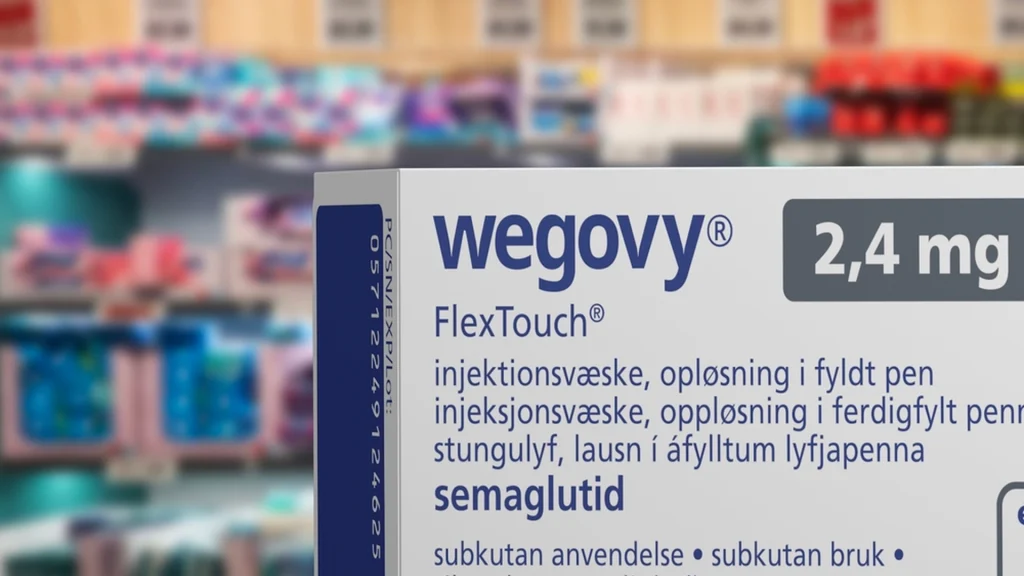 wegovy®
2,4 mg
FlexTouch®
injektionsvæske, opløsning i fyldt pen
injeksjonsvæske, oppløsning i ferdigfylt penn
stungulyf, lausn í áfylltum lyfjapenna
semaglutid
subkutan anvendelse • subkutan bruk •
PC/SN/EXP/Lot:
05712249124625